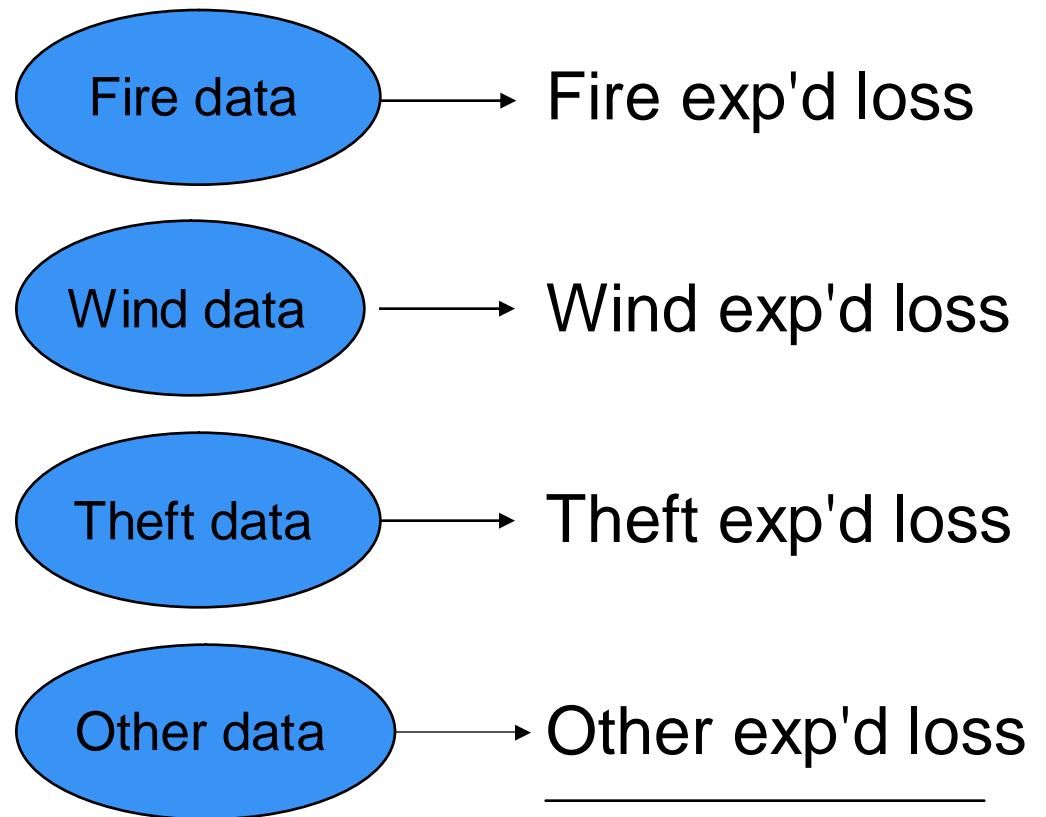 Fire data Fire exp'd loss
Wind data Wind exp'd loss
Theft data Theft exp'd loss
Other data Other exp'd loss